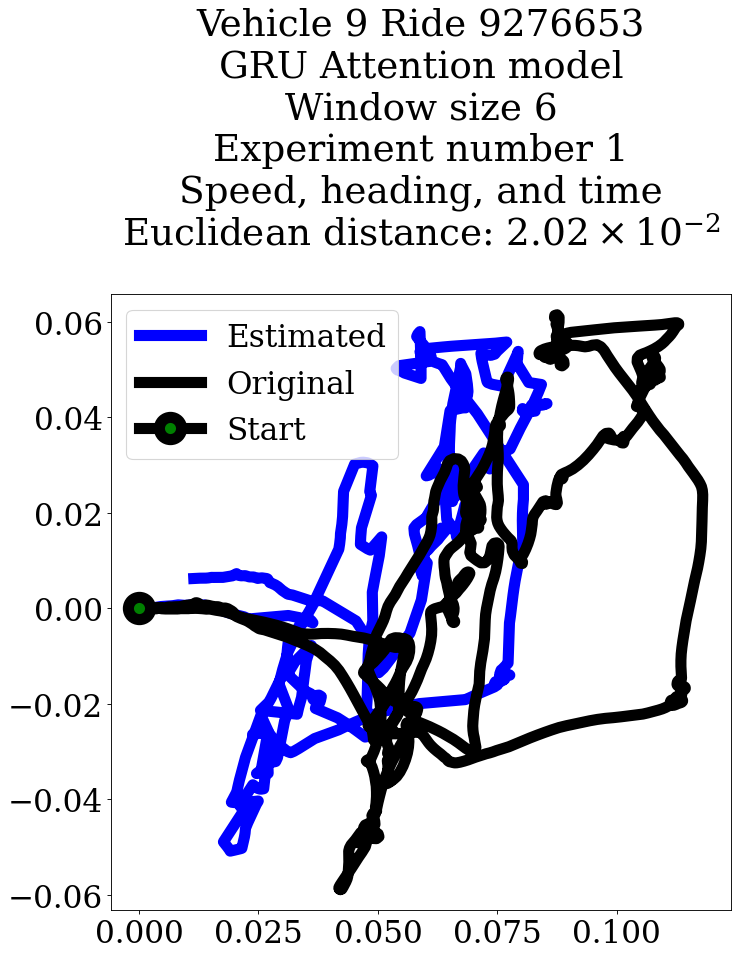 Vehicle 9 Ride 9276653
GRU Attention model
Window size 6
Experiment number 1
Speed, heading, and time
Euclidean distance: 2.02 × 10⁻²
Estimated
Original
Start
0.06
0.04
0.02
0.00
−0.02
−0.04
−0.06
0.000 0.025 0.050 0.075 0.100